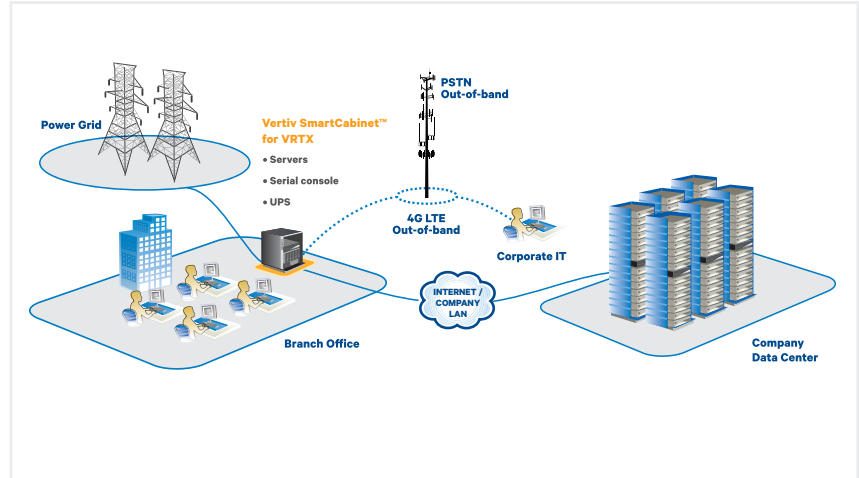 PSTN
Out-of-band
Power Grid
Vertiv SmartCabinet™
for VRTX
• Servers
• Serial console
• UPS
4G LTE
Out-of-band
Corporate IT
INTERNET /
COMPANY
LAN
Branch Office
Company
Data Center